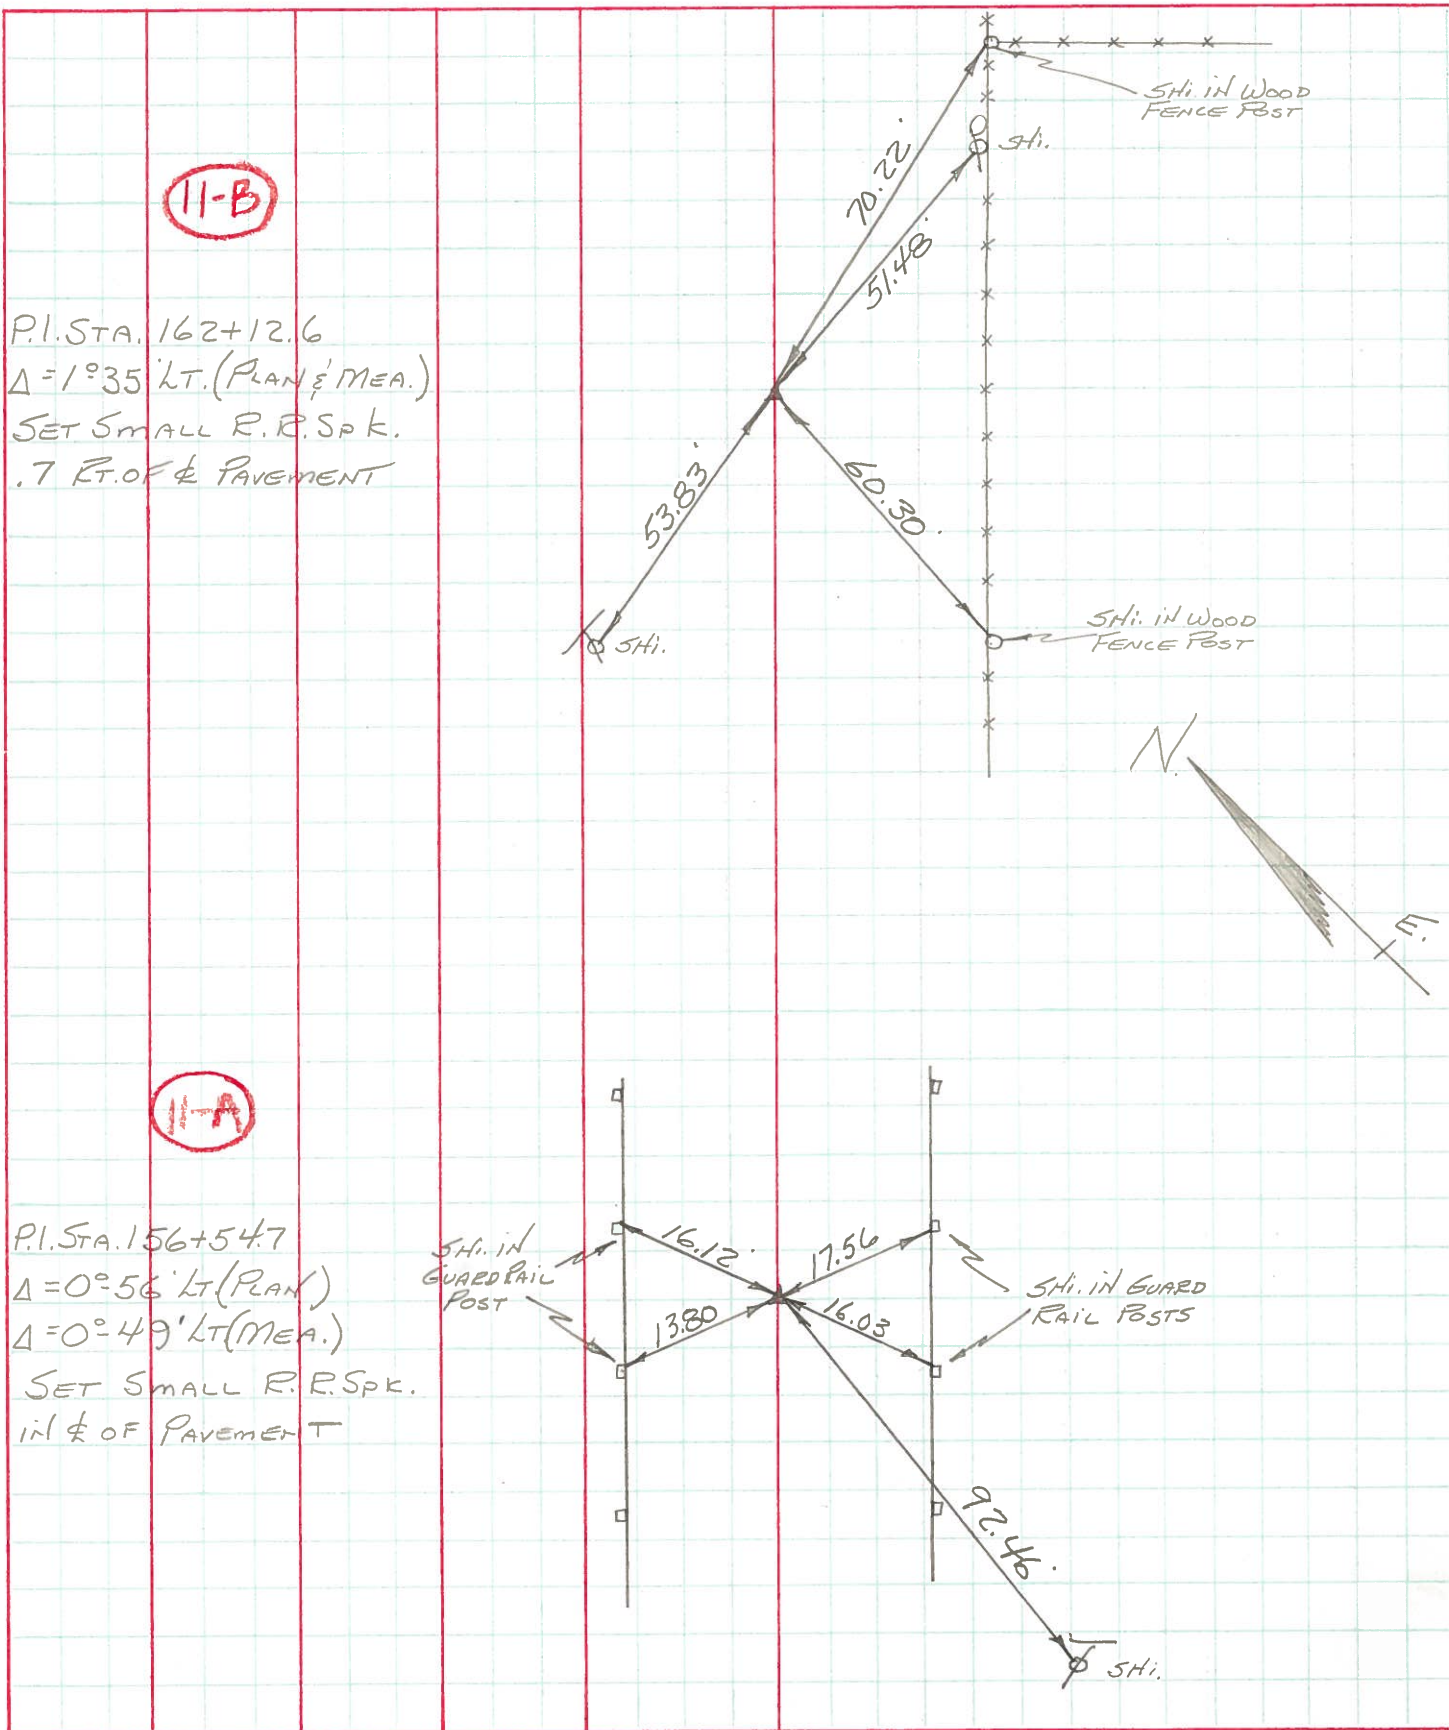 SHi. iN WOOD
FENCE POST
SHi.
70.22'
11-B
51.48'
P.I. STA. 162+12.6
Δ=1°35' LT. (PLAN & MEA.)
SET SMALL R.R. SpK.
.7 RT. OF ℄ PAVEMENT
53.83'
60.30'
SHi. iN WOOD
FENCE POST
SHi.
N.
E.
11-A
P.I. STA. 156+54.7
Δ=0°-56' LT (PLAN)
Δ=0°-49' LT (MEA.)
SET SMALL R.R. SpK.
iN ℄ OF PAVEMENT
SHi. iN
GUARD RAIL
POST
16.12'
17.56
13.80
16.03
SHi. iN GUARD
RAIL POSTS
92.46'
SHi.